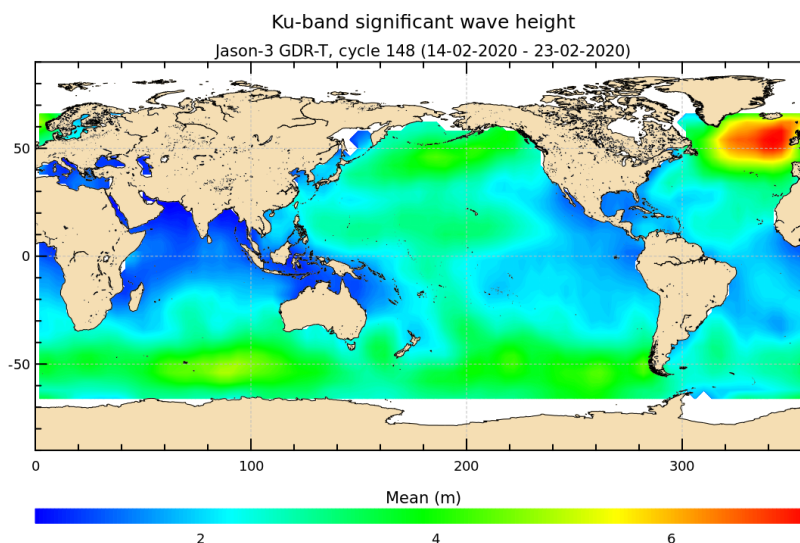 Ku-band significant wave height
Jason-3 GDR-T, cycle 148 (14-02-2020 - 23-02-2020)
50
0
-50
0 100 200 300
Mean (m)
2 4 6